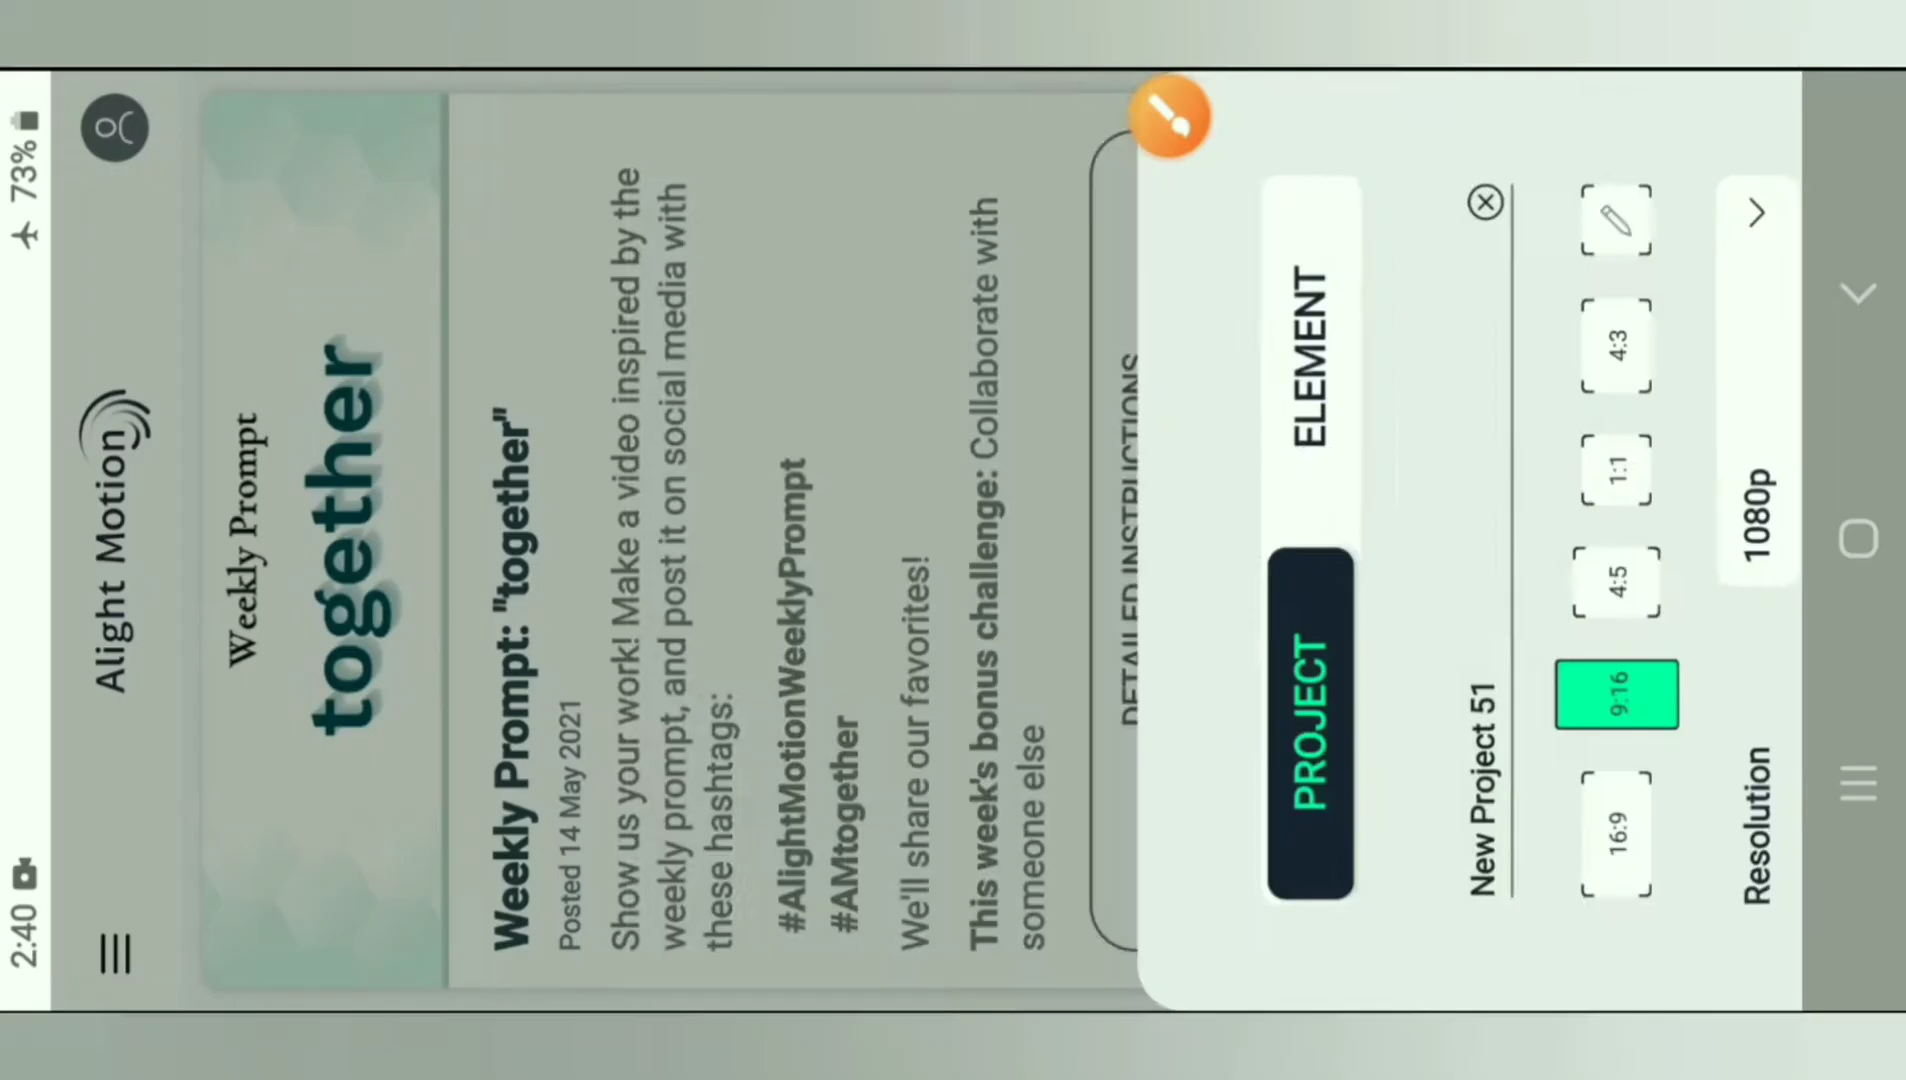 2:40
73%
Alight Motion
Weekly Prompt
together
Weekly Prompt: "together"
Posted 14 May 2021
Show us your work! Make a video inspired by the
weekly prompt, and post it on social media with
these hashtags:
#AlightMotionWeeklyPrompt
#AMtogether
We'll share our favorites!
This week's bonus challenge: Collaborate with
someone else
DETAILED INSTRUCTIONS
PROJECT ELEMENT
New Project 51
16:9 9:16 4:5 1:1 4:3
Resolution 1080p